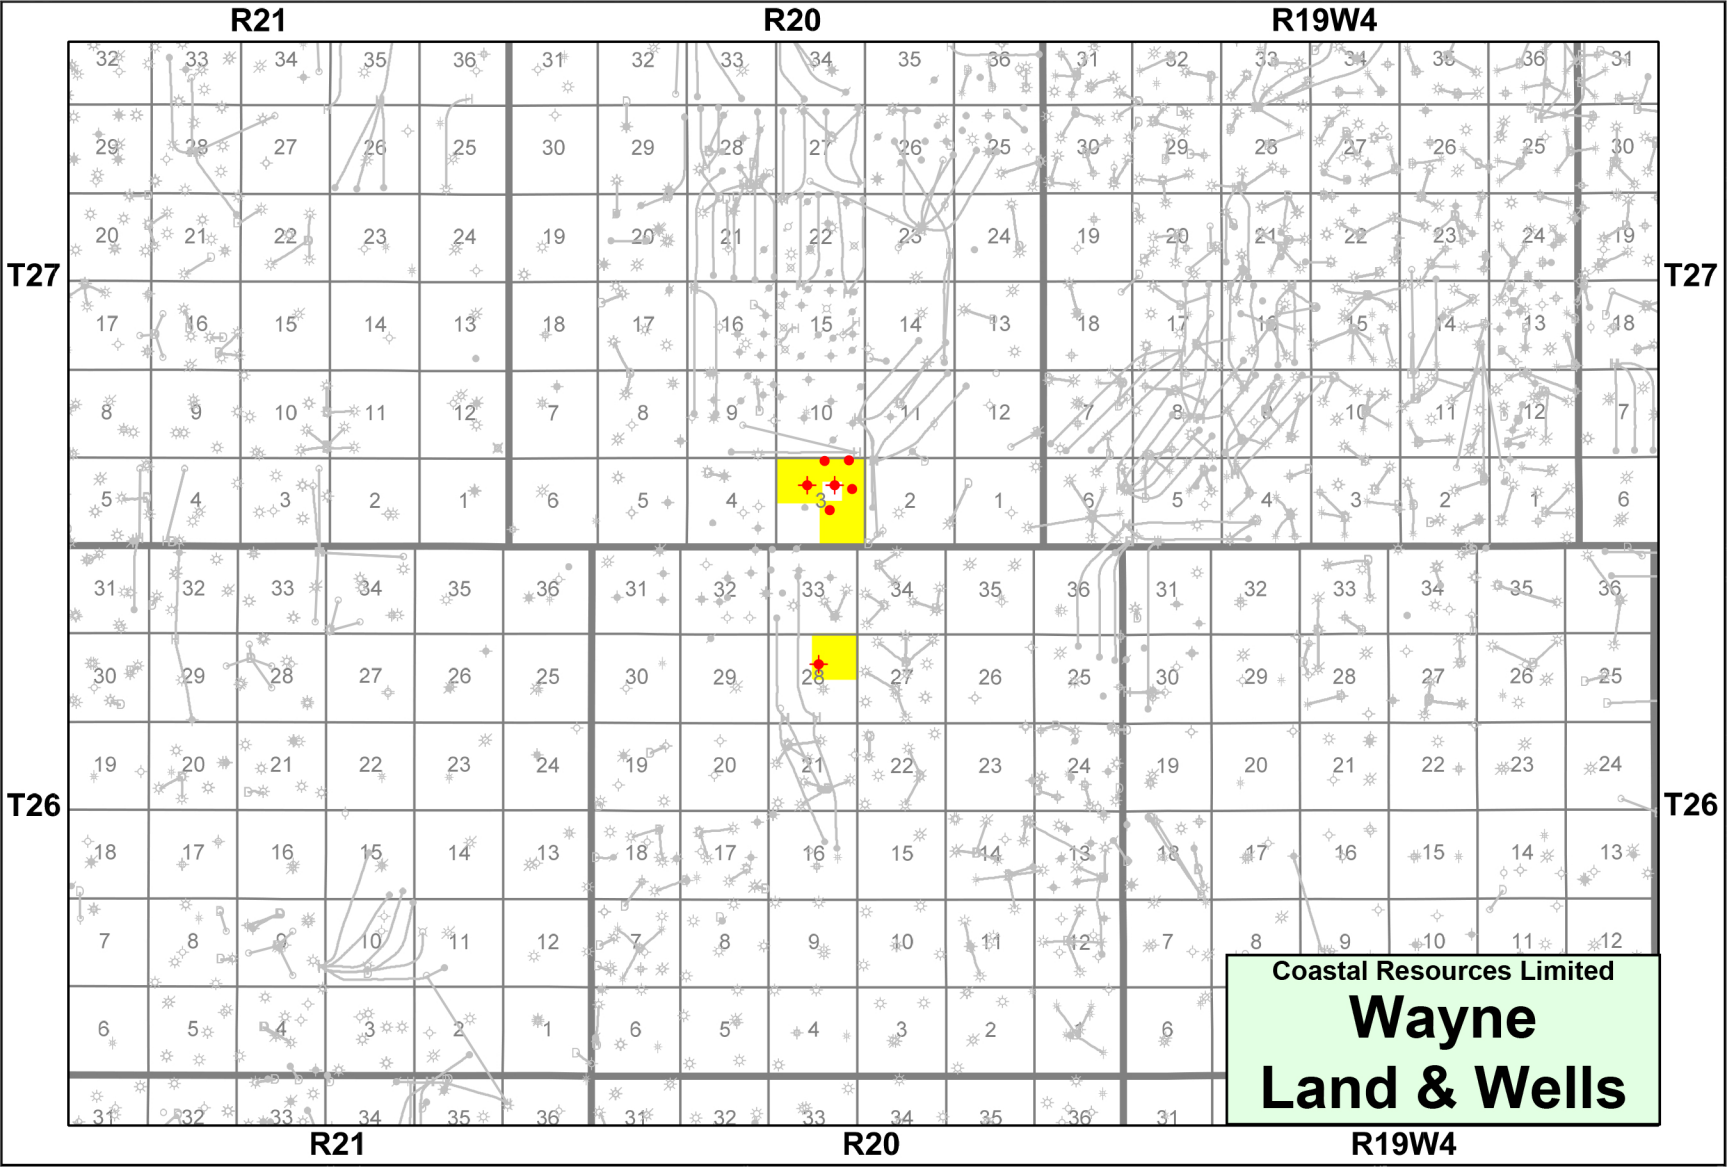 R21 R20 R19W4
32 33 34 35 36 31 32 33 34 35 36 31 32 33 34 35 36 31
29 28 27 26 25 30 29 28 27 26 25 30 29 28 27 26 25 30
20 21 22 23 24 19 20 21 22 23 24 19 20 21 22 23 24 19
T27 T27
17 16 15 14 13 18 17 16 15 14 13 18 17 16 15 14 13 18
8 9 10 11 12 7 8 9 10 11 12 7 8 9 10 11 12 7
5 4 3 2 1 6 5 4 3 2 1 6 5 4 3 2 1 6
31 32 33 34 35 36 31 32 33 34 35 36 31 32 33 34 35 36
30 29 28 27 26 25 30 29 28 27 26 25 30 29 28 27 26 25
19 20 21 22 23 24 19 20 21 22 23 24 19 20 21 22 23 24
T26 T26
18 17 16 15 14 13 18 17 16 15 14 13 18 17 16 15 14 13
7 8 9 10 11 12 7 8 9 10 11 12 7 8 9 10 11 12
6 5 4 3 2 1 6 5 4 3 2 1 6
31 32 33 34 35 36 31 32 33 34 35 36 31
Coastal Resources Limited
Wayne
Land & Wells
R21 R20 R19W4